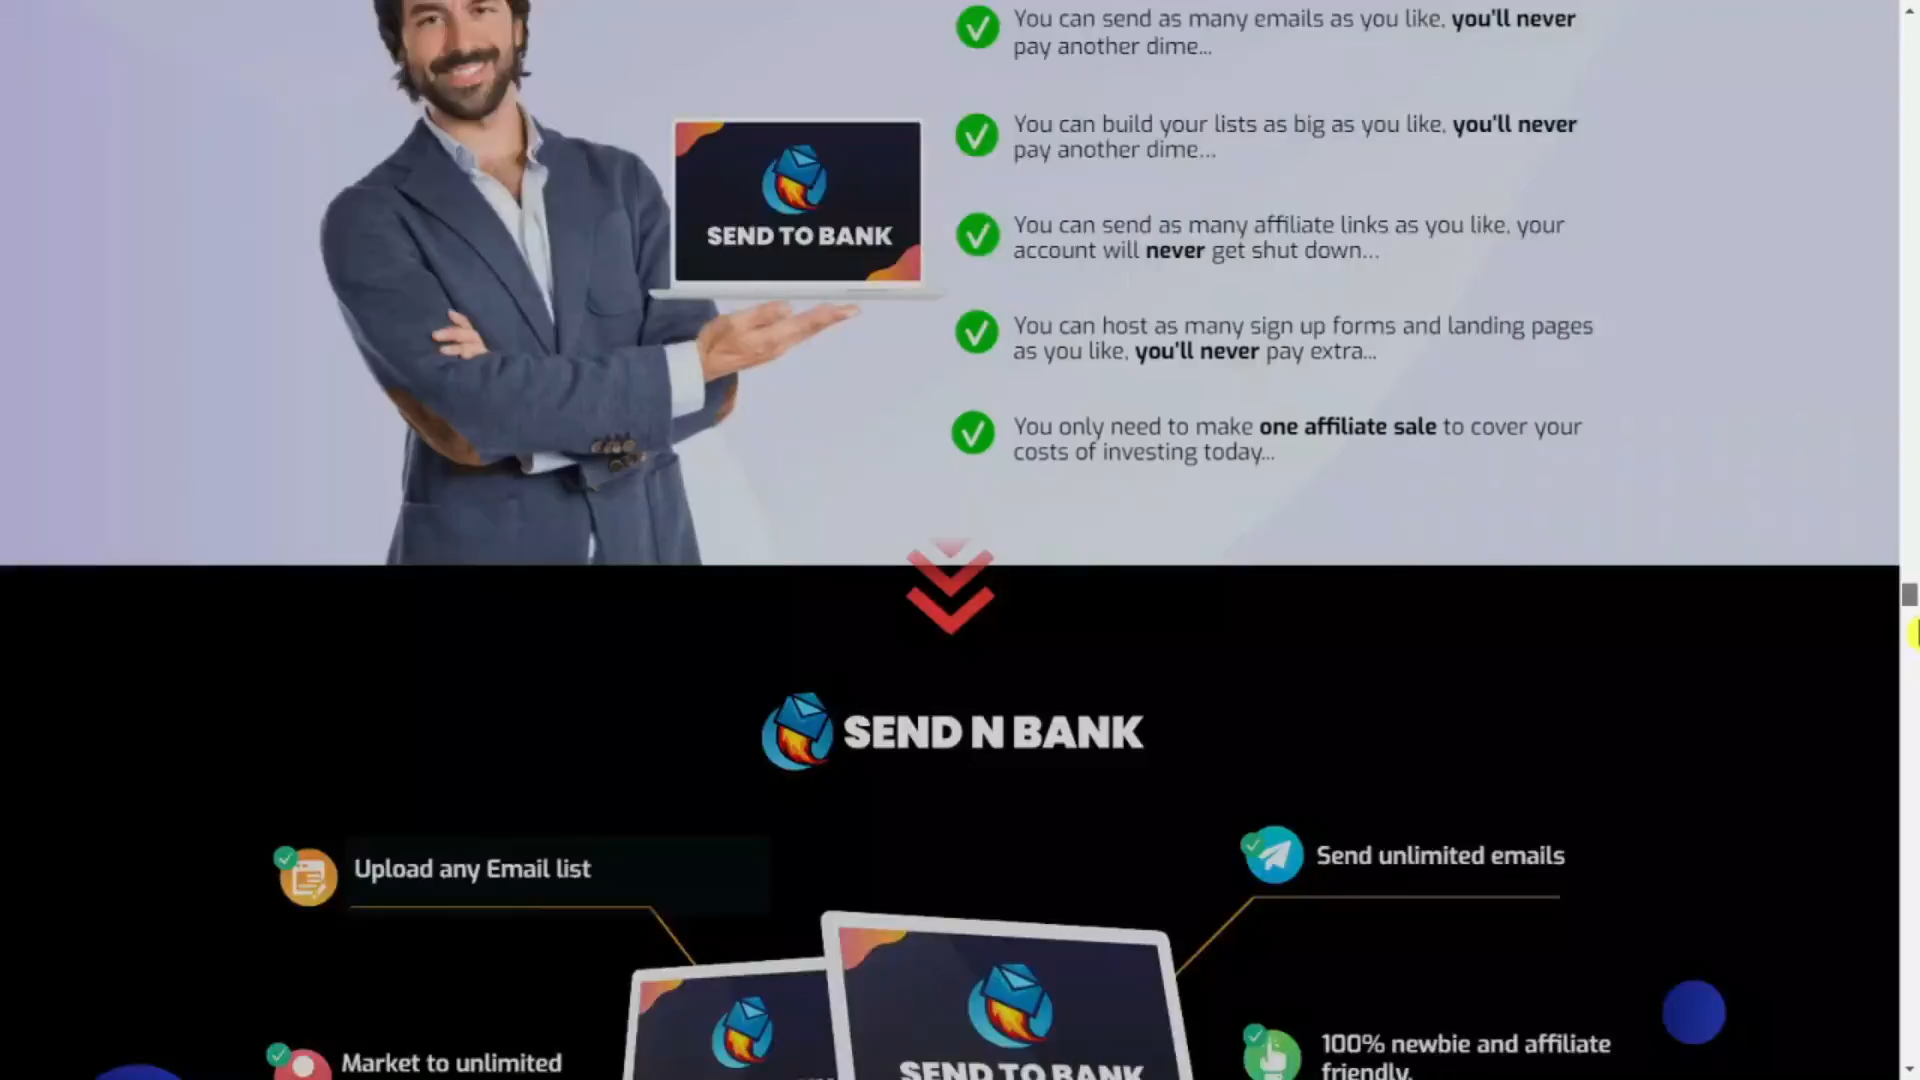 You can send as many emails as you like, you'll never
pay another dime...
You can build your lists as big as you like, you'll never
pay another dime...
You can send as many affiliate links as you like, your
account will never get shut down...
You can host as many sign up forms and landing pages
as you like, you'll never pay extra...
You only need to make one affiliate sale to cover your
costs of investing today...
SEND TO BANK
SEND N BANK
Upload any Email list
Send unlimited emails
Market to unlimited
100% newbie and affiliate
friendly.
SEND TO BANK